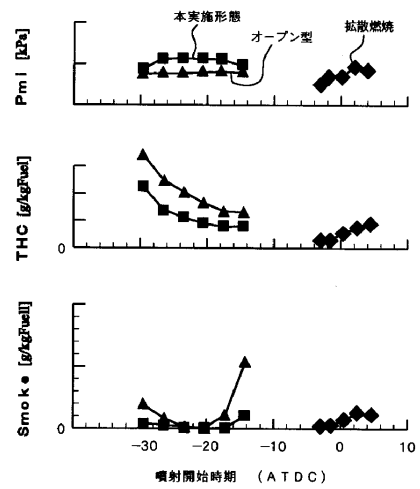 本実施形態
オープン型
拡散燃焼
PmI [kPa]
THC [g/kgFuel]
0
Smoke [g/kgFuell]
0
-30 -20 -10 0 10
噴射開始時期 (ATDC)